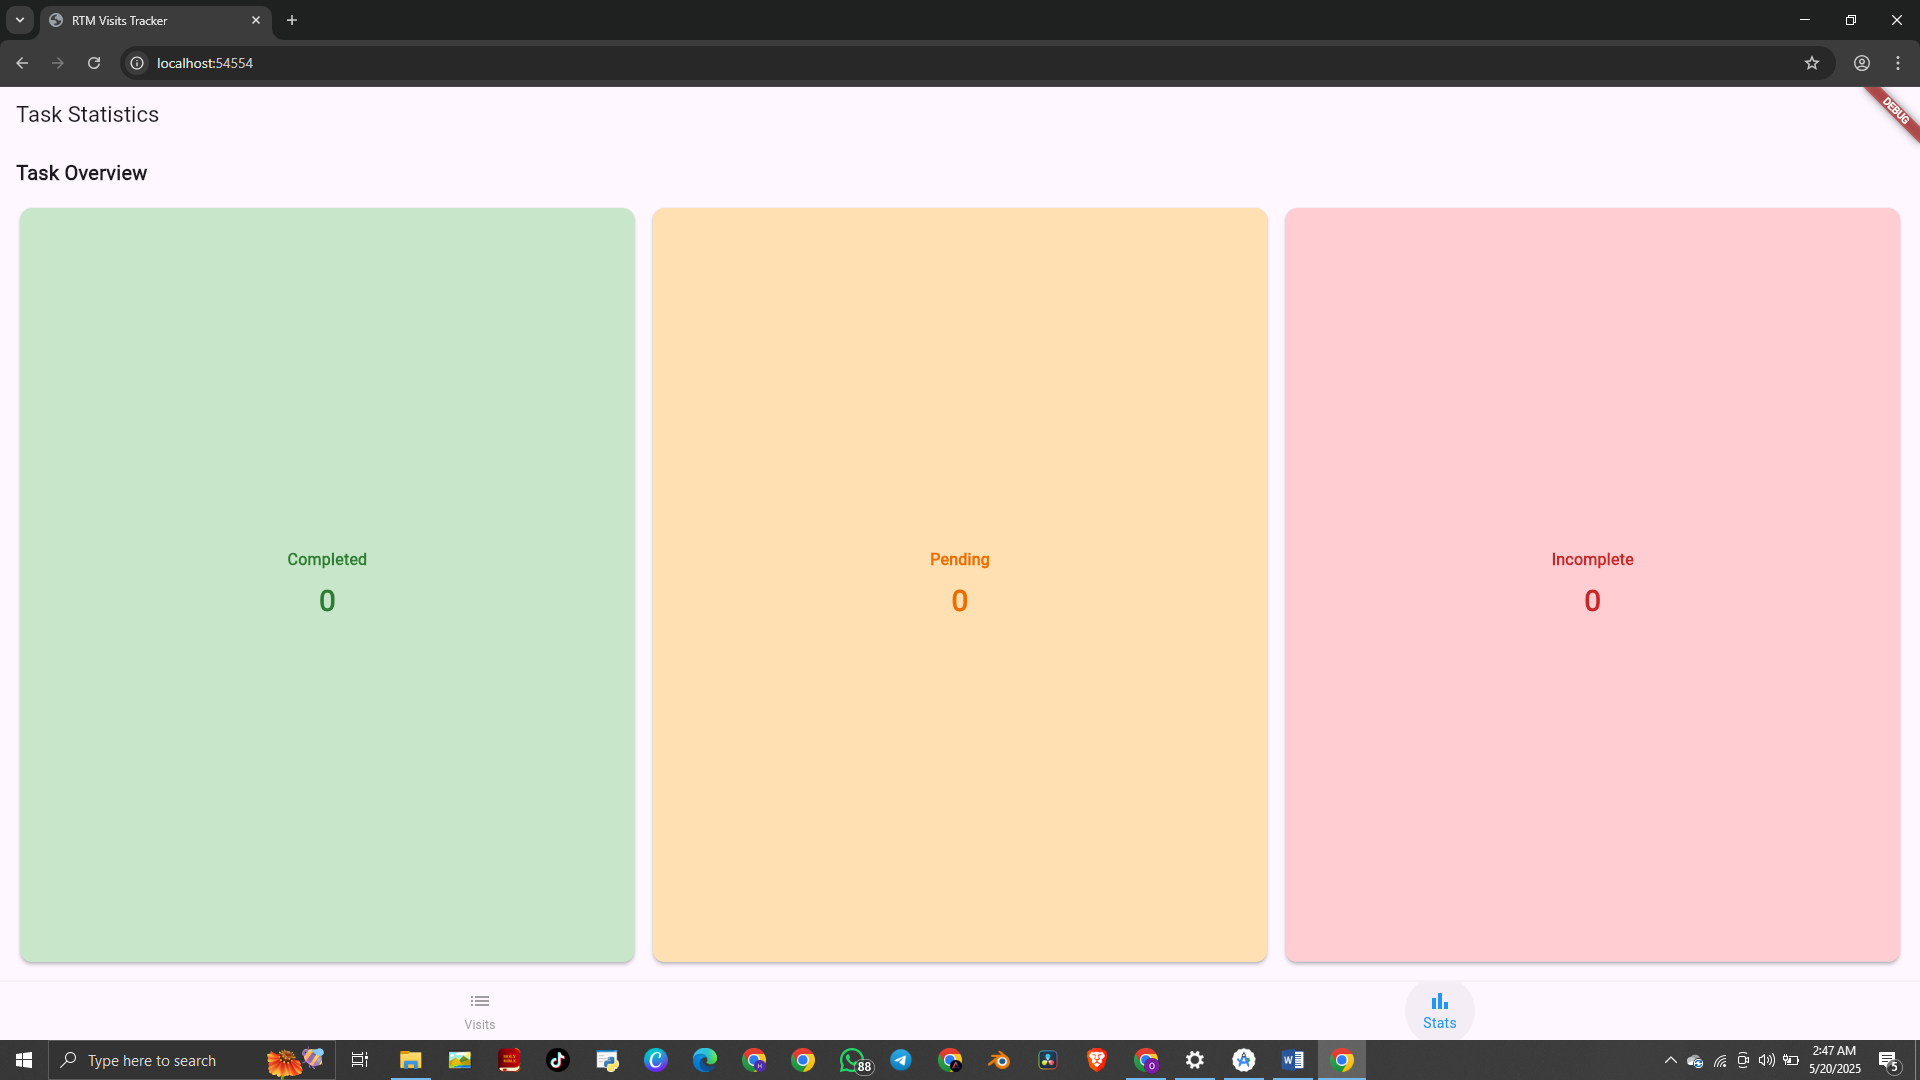 RTM Visits Tracker
localhost:54554
Task Statistics
DEBUG
Task Overview
Completed
0
Pending
0
Incomplete
0
Visits
Stats
Type here to search
88
2:47 AM
5/20/2025
5